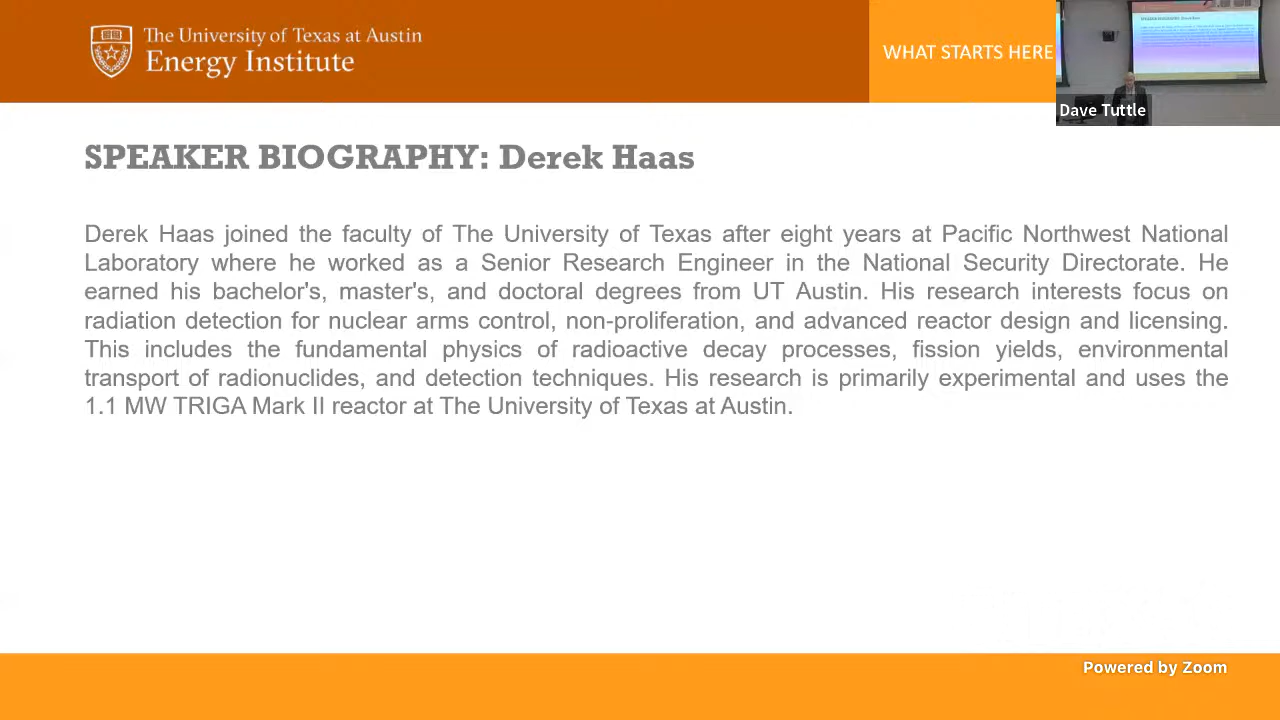 The University of Texas at Austin
Energy Institute
WHAT STARTS HERE
Dave Tuttle
SPEAKER BIOGRAPHY: Derek Haas
Derek Haas joined the faculty of The University of Texas after eight years at Pacific Northwest National
Laboratory where he worked as a Senior Research Engineer in the National Security Directorate. He
earned his bachelor's, master's, and doctoral degrees from UT Austin. His research interests focus on
radiation detection for nuclear arms control, non-proliferation, and advanced reactor design and licensing.
This includes the fundamental physics of radioactive decay processes, fission yields, environmental
transport of radionuclides, and detection techniques. His research is primarily experimental and uses the
1.1 MW TRIGA Mark II reactor at The University of Texas at Austin.
Powered by Zoom